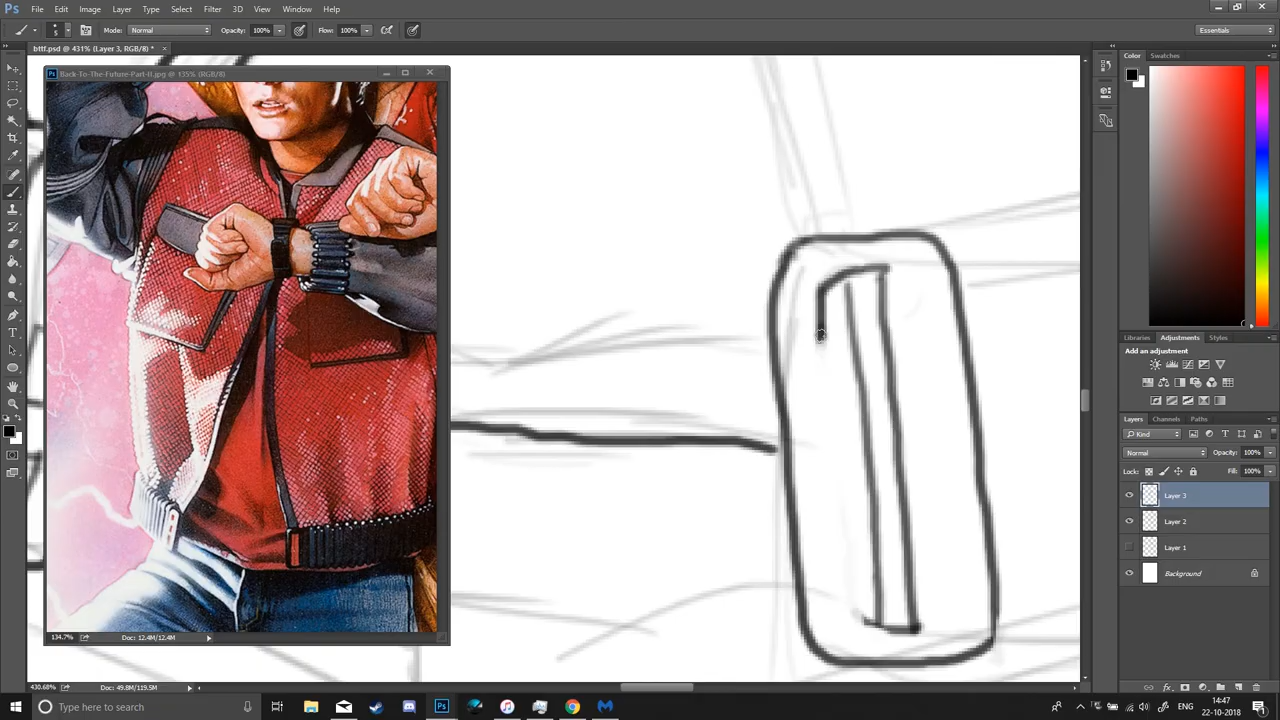 Ps File Edit Image Layer Type Select Filter 3D View Window Help
5 Mode: Normal Opacity: 100% Flow: 100% Essentials
bttf.psd @ 431% (Layer 3, RGB/8) * ×
Ps Back-To-The-Future-Part-II.jpg @ 135% (RGB/8)
Color Swatches
Libraries Adjustments Styles
Add an adjustment
Layers Channels Paths
Kind
Normal Opacity: 100%
Lock: Fill: 100%
Layer 3
Layer 2
Layer 1
Background
134.7% Doc: 12.4M/12.4M
430.68% Doc: 49.8M/119.5M
Type here to search
Ps
14:47
22-10-2018